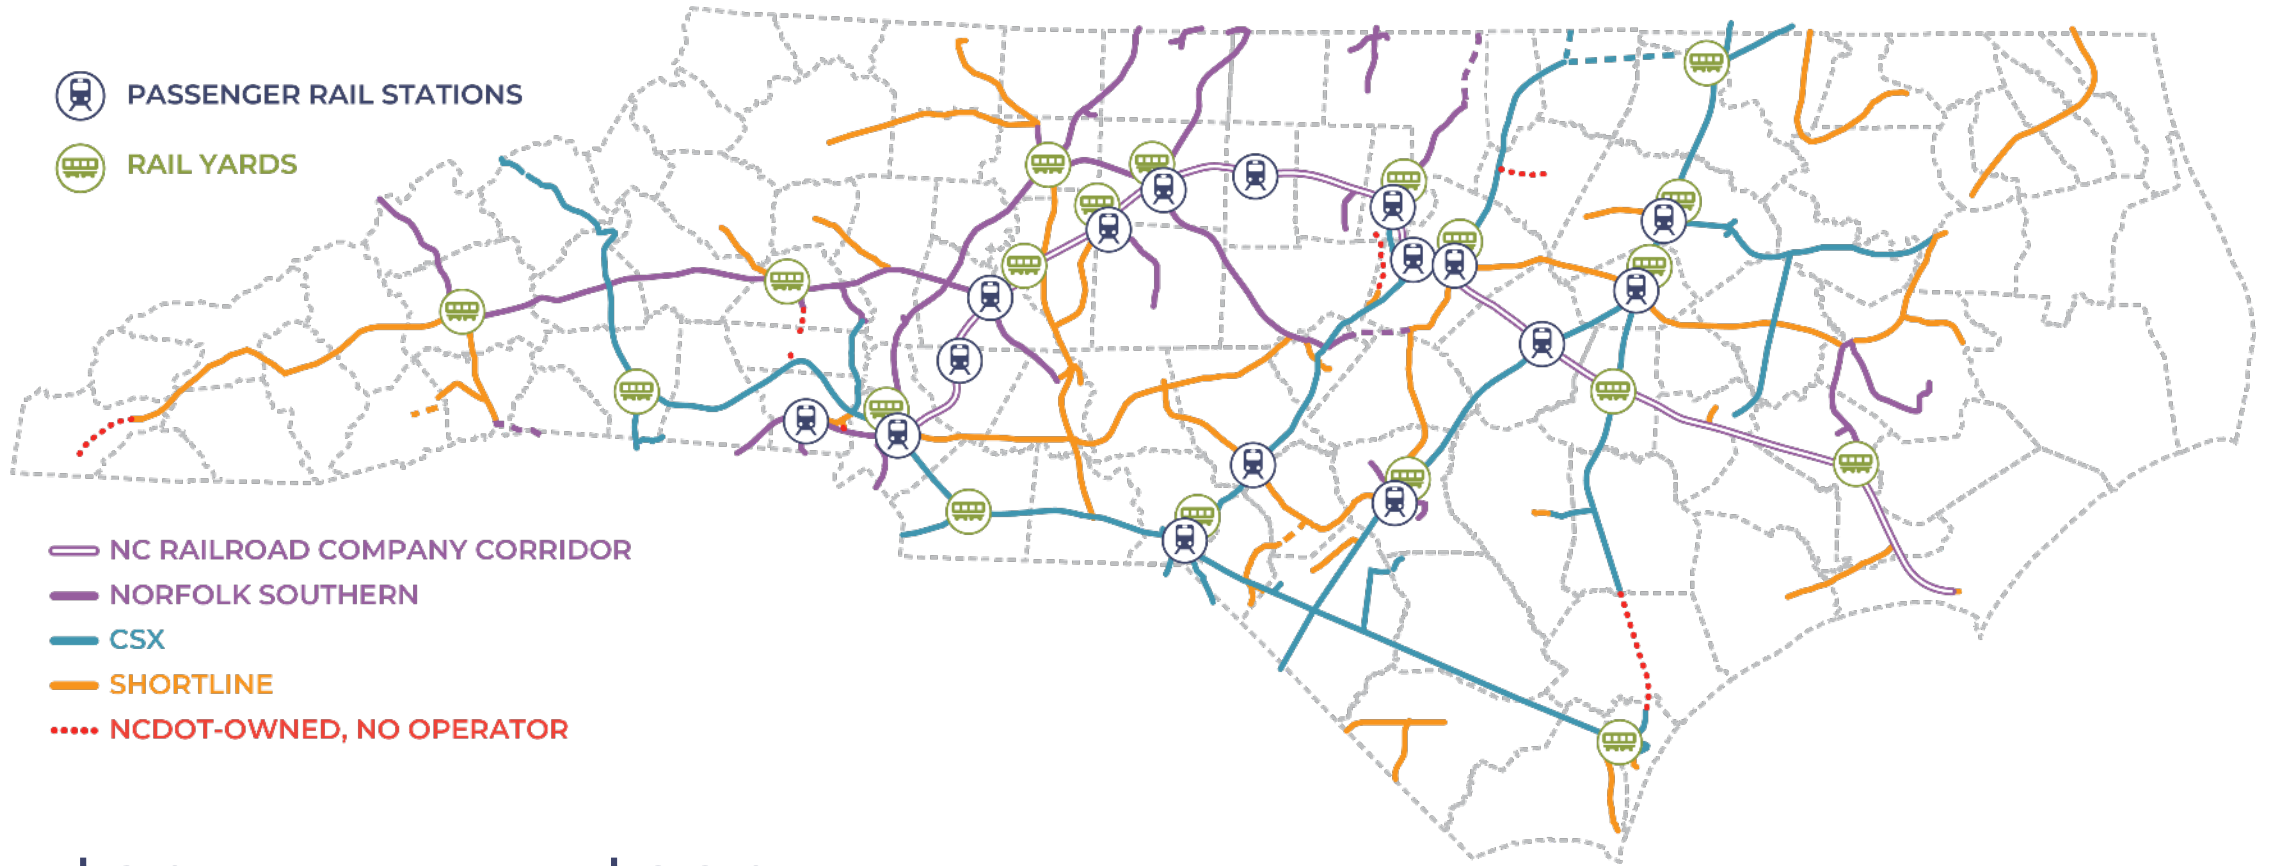 PASSENGER RAIL STATIONS
RAIL YARDS
NC RAILROAD COMPANY CORRIDOR
NORFOLK SOUTHERN
CSX
SHORTLINE
NCDOT-OWNED, NO OPERATOR